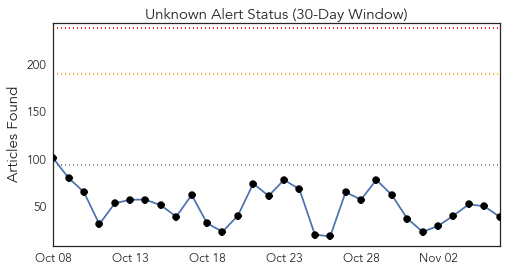 Unknown Alert Status (30-Day Window)
Articles Found
200
150
100
50
Oct 08
Oct 13
Oct 18
Oct 23
Oct 28
Nov 02